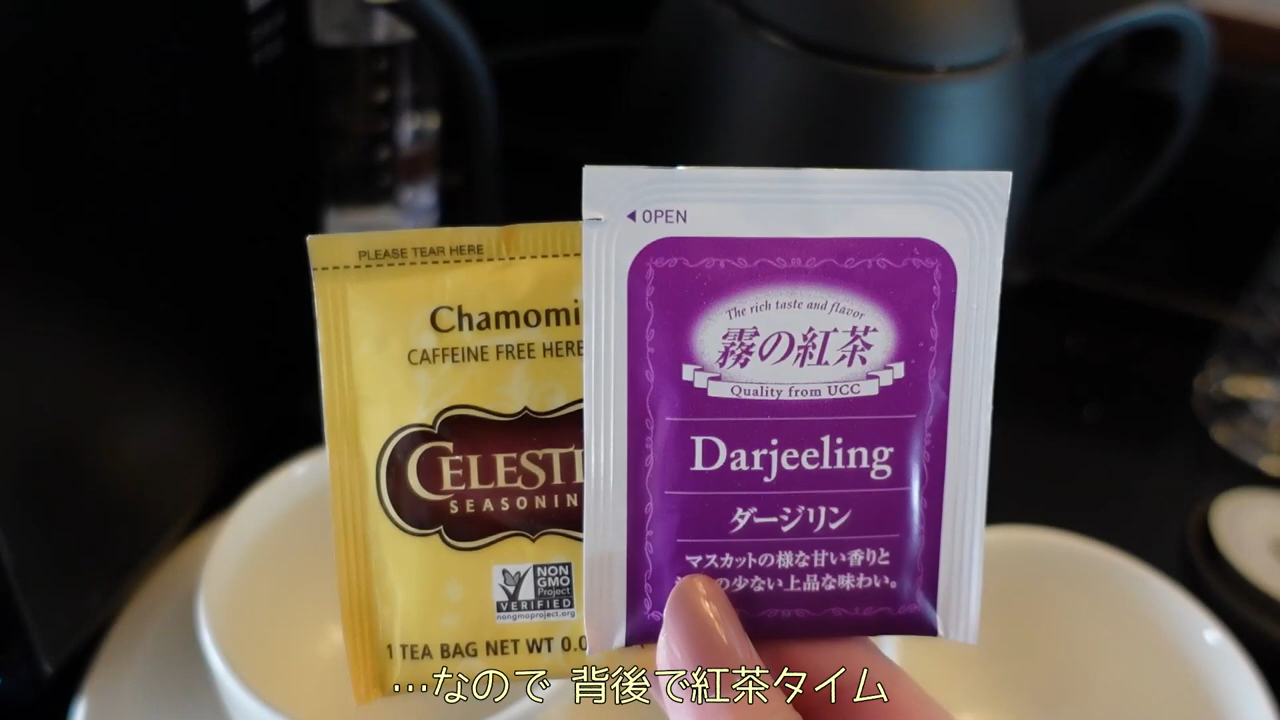 PLEASE TEAR HERE
Chamomi
CAFFEINE FREE HERB
CELESTI
SEASONIN
NON
GMO
Project
VERIFIED
nongmoproject.org
1 TEA BAG NET WT 0.0
◀ OPEN
The rich taste and flavor
霧の紅茶
Quality from UCC
Darjeeling
ダージリン
マスカットの様な甘い香りと
の少ない上品な味わい。
…なので 背後で紅茶タイム